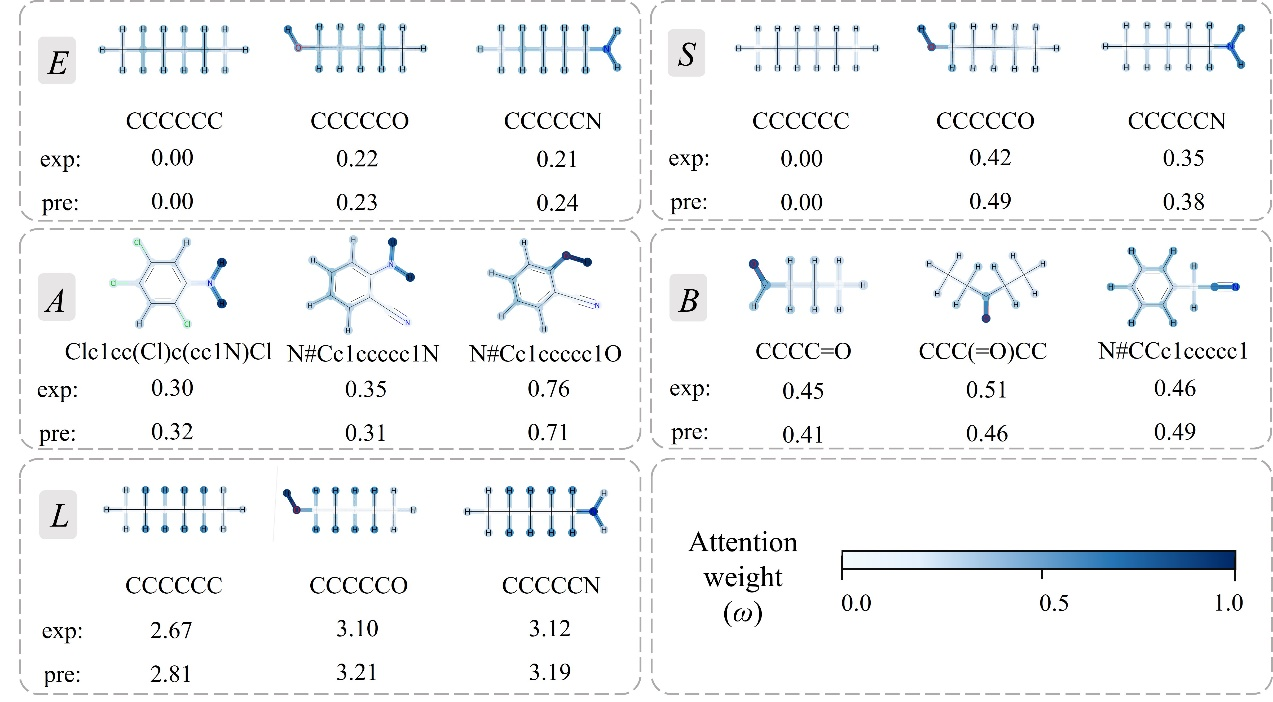 E
CCCCCC CCCCCO CCCCCN
exp: 0.00 0.22 0.21
pre: 0.00 0.23 0.24
S
CCCCCC CCCCCO CCCCCN
exp: 0.00 0.42 0.35
pre: 0.00 0.49 0.38
A
Clc1cc(Cl)c(cc1N)Cl N#Cc1ccccc1N N#Cc1ccccc1O
exp: 0.30 0.35 0.76
pre: 0.32 0.31 0.71
B
CCCC=O CCC(=O)CC N#CCc1ccccc1
exp: 0.45 0.51 0.46
pre: 0.41 0.46 0.49
L
CCCCCC CCCCCO CCCCCN
exp: 2.67 3.10 3.12
pre: 2.81 3.21 3.19
Attention
weight
(ω)
0.0 0.5 1.0